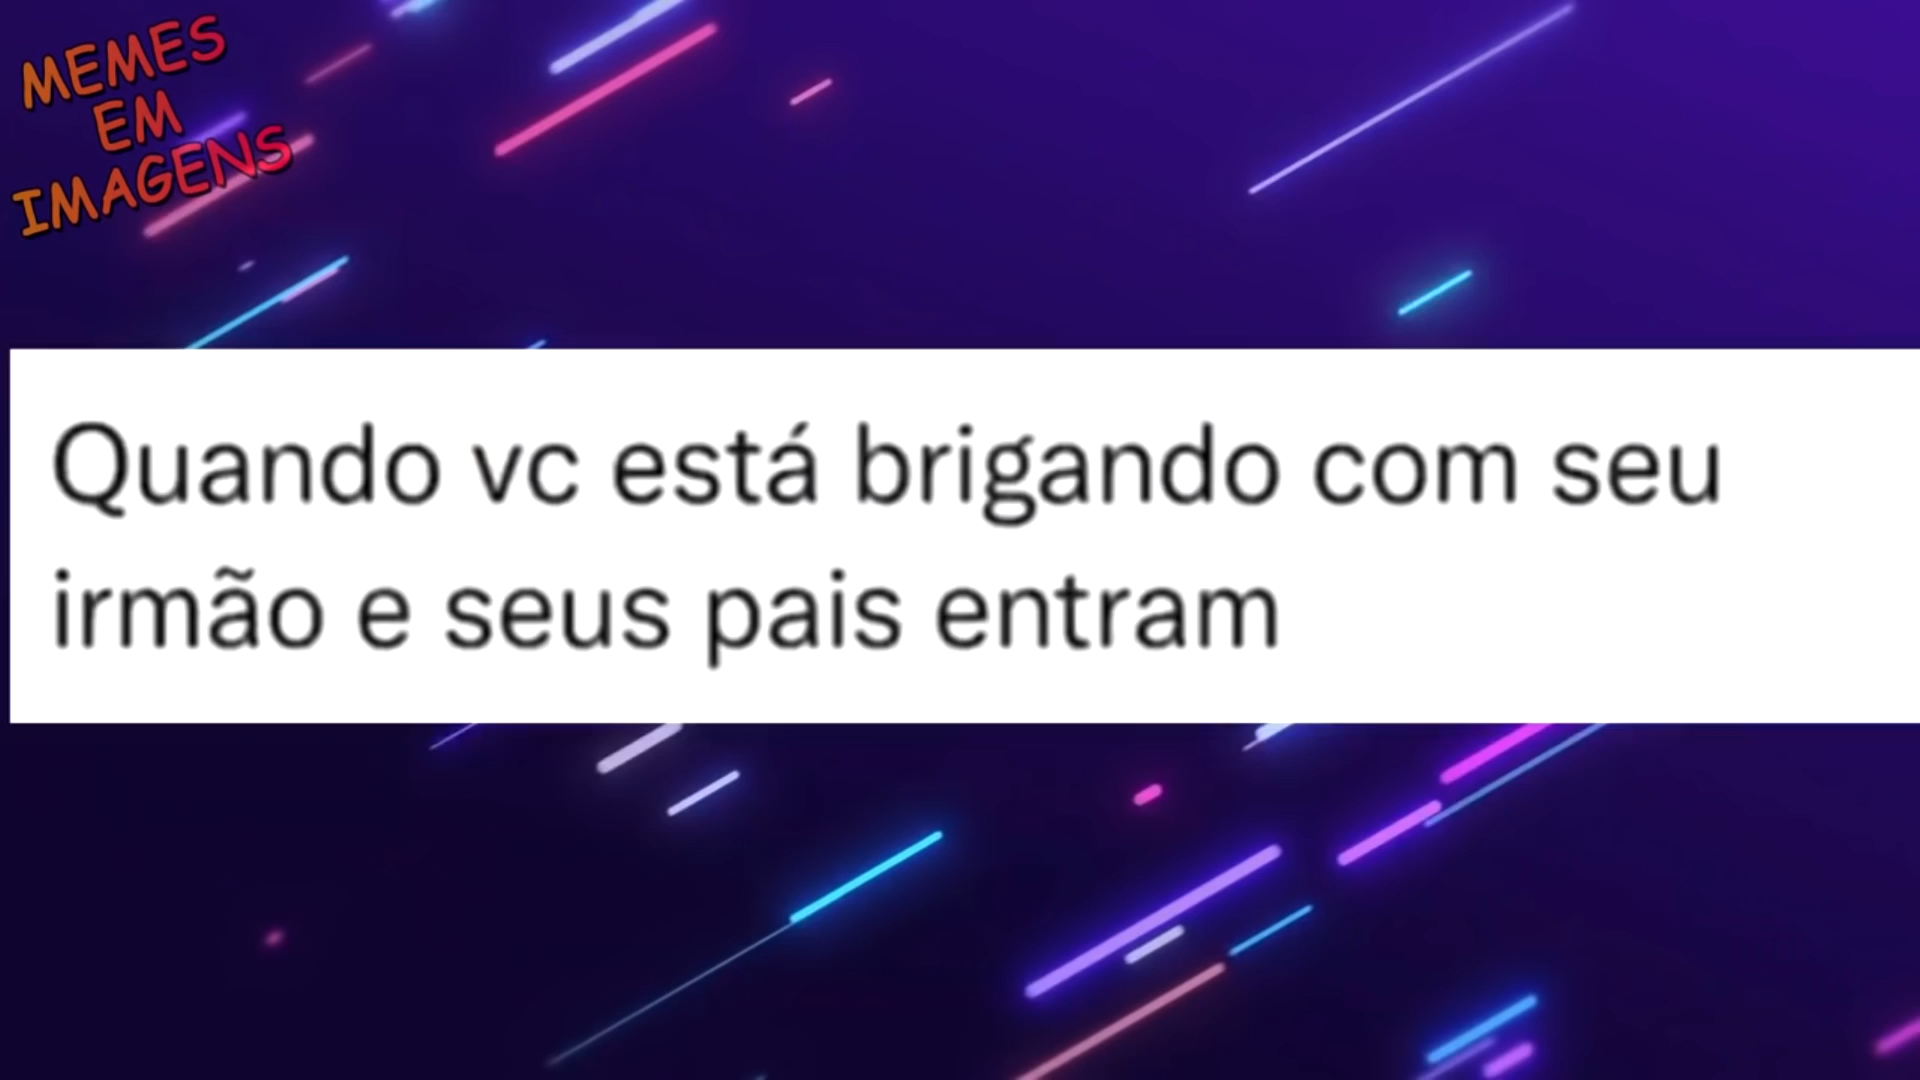 MEMES
EM
IMAGENS
Quando vc está brigando com seu
irmão e seus pais entram